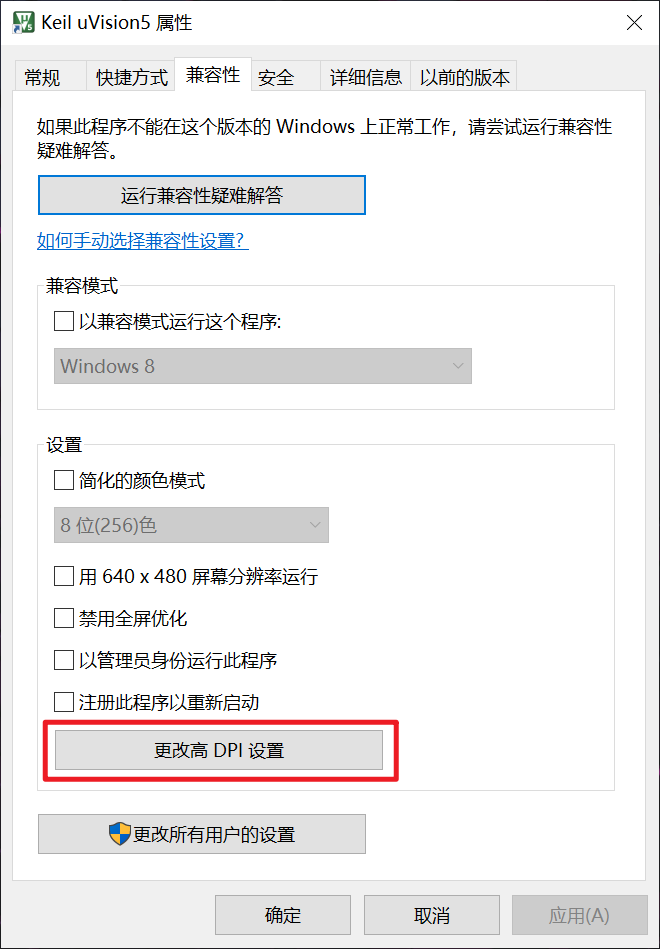 Keil uVision5 属性
常规
快捷方式
兼容性
安全
详细信息
以前的版本
如果此程序不能在这个版本的 Windows 上正常工作，请尝试运行兼容性
疑难解答。
运行兼容性疑难解答
如何手动选择兼容性设置?
兼容模式
以兼容模式运行这个程序:
Windows 8
设置
简化的颜色模式
8 位(256)色
用 640 x 480 屏幕分辨率运行
禁用全屏优化
以管理员身份运行此程序
注册此程序以重新启动
更改高 DPI 设置
更改所有用户的设置
确定
取消
应用(A)